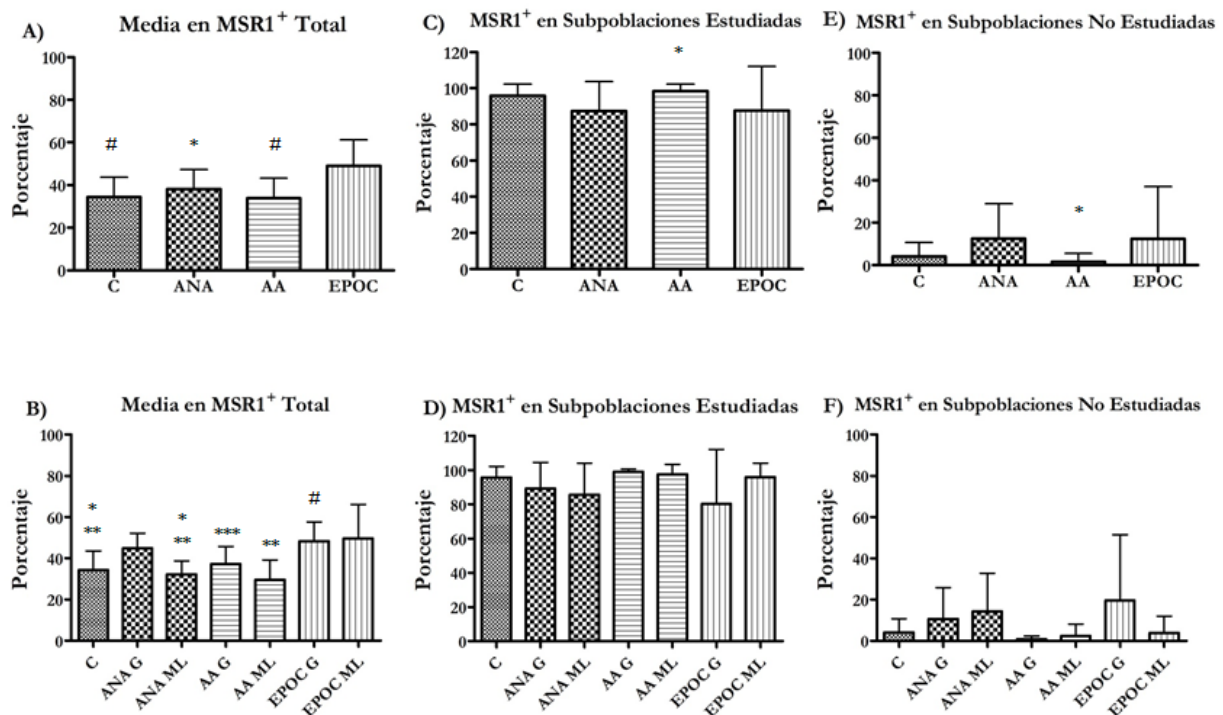 A)
Media en MSR1+ Total
Porcentaje
100
80
60
40
20
0
#
*
#
C ANA AA EPOC
C)
MSR1+ en Subpoblaciones Estudiadas
Porcentaje
120
100
80
60
40
20
0
*
C ANA AA EPOC
E)
MSR1+ en Subpoblaciones No Estudiadas
Porcentaje
100
80
60
40
20
0
*
C ANA AA EPOC
B)
Media en MSR1+ Total
Porcentaje
100
80
60
40
20
0
*
**
*
**
***
**
#
C ANA G ANA ML AA G AA ML EPOC G EPOC ML
D)
MSR1+ en Subpoblaciones Estudiadas
Porcentaje
120
100
80
60
40
20
0
C ANA G ANA ML AA G AA ML EPOC G EPOC ML
F)
MSR1+ en Subpoblaciones No Estudiadas
Porcentaje
100
80
60
40
20
0
C ANA G ANA ML AA G AA ML EPOC G EPOC ML